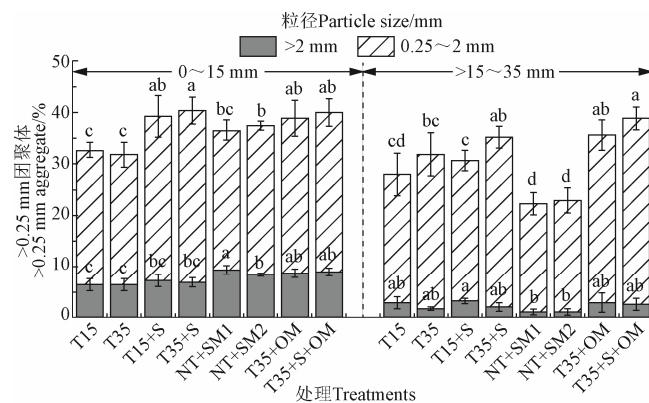 粒径Particle size/mm
>2 mm 0.25～2 mm
0～15 mm >15～35 mm
50
40
30
20
10
0
>0.25 mm团聚体
>0.25 mm aggregate/%
c c ab a bc b ab ab
cd bc c ab d d ab a
c c bc bc a b ab ab
ab ab a ab b b ab ab
T15 T35 T15+S T35+S NT+SM1 NT+SM2 T35+OM T35+S+OM
T15 T35 T15+S T35+S NT+SM1 NT+SM2 T35+OM T35+S+OM
处理Treatments